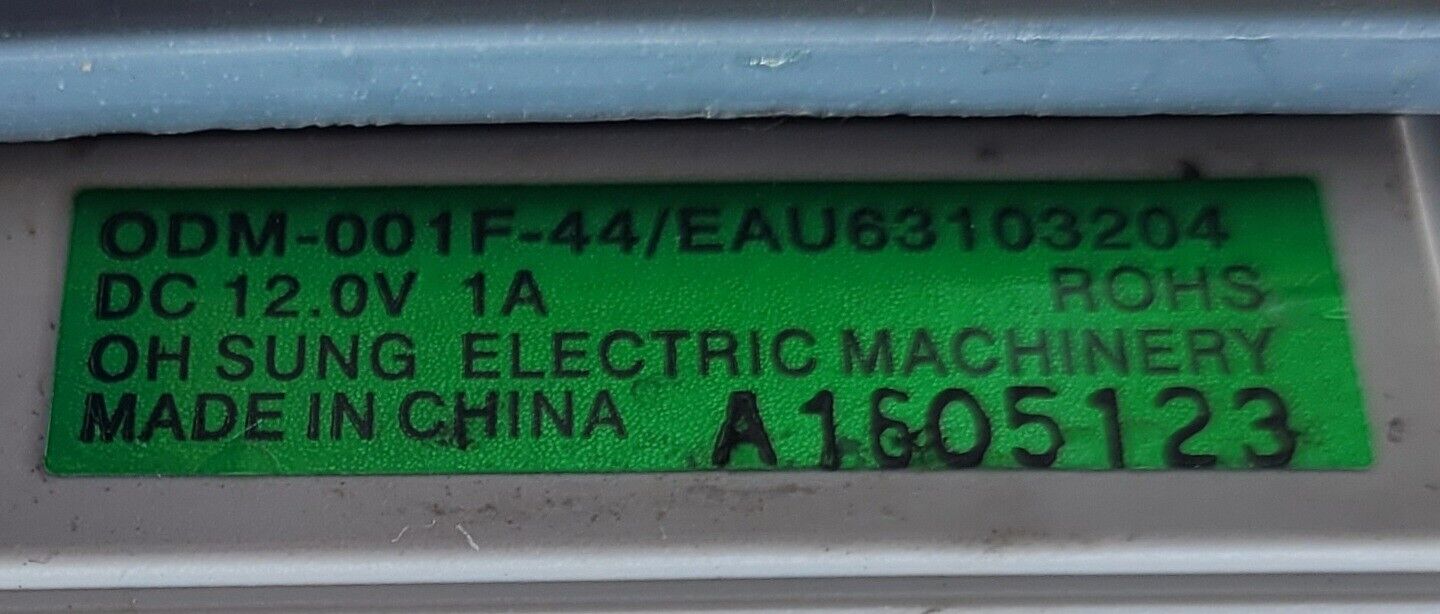 ODM-001F-44/EAU63103204
DC 12.0V 1A ROHS
OH SUNG ELECTRIC MACHINERY
MADE IN CHINA A1605123